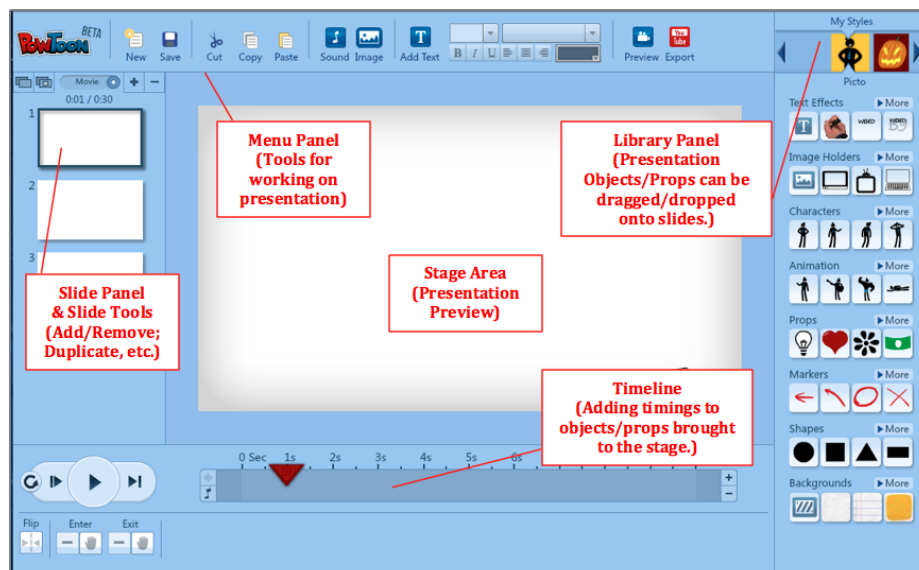 POWTOON BETA
New Save Cut Copy Paste Sound Image Add Text B I U Preview Export
You Tube
My Styles
Picto
Movie
0:01 / 0:30
1
2
3
Menu Panel
(Tools for
working on
presentation)
Library Panel
(Presentation
Objects/Props can be
dragged/dropped
onto slides.)
Slide Panel
& Slide Tools
(Add/Remove;
Duplicate, etc.)
Stage Area
(Presentation
Preview)
Timeline
(Adding timings to
objects/props brought
to the stage.)
Text Effects More
T WORD
Image Holders More
Characters More
Animation More
Props More
Markers More
Shapes More
Backgrounds More
0 Sec 1s 2s 3s 4s 5s 6s
Flip Enter Exit